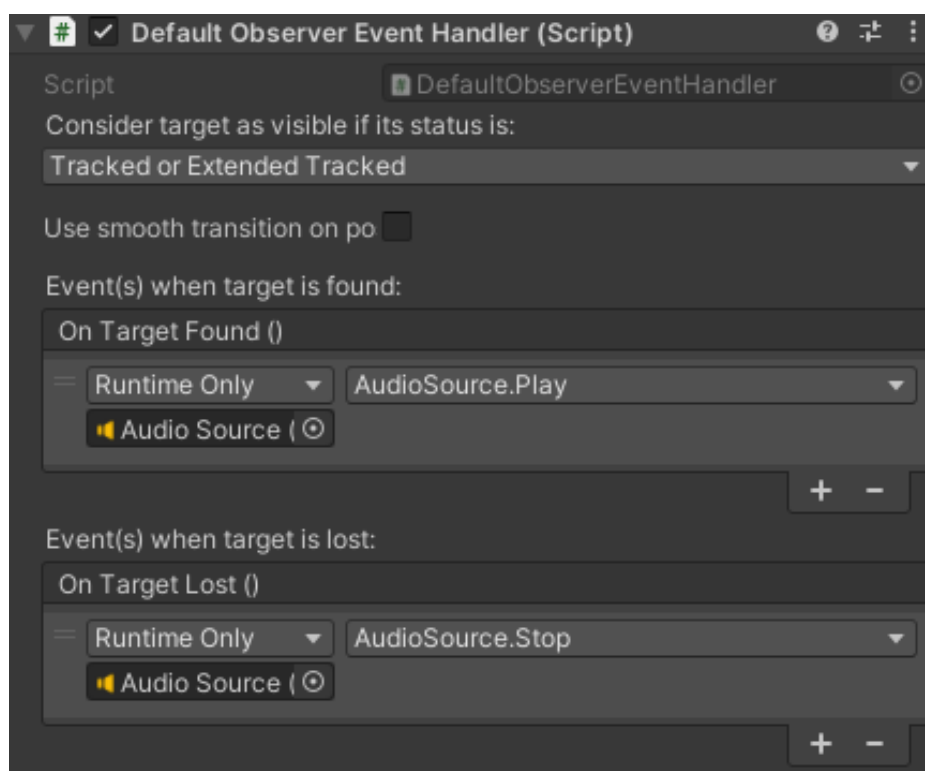 Default Observer Event Handler (Script)
Script DefaultObserverEventHandler
Consider target as visible if its status is:
Tracked or Extended Tracked
Use smooth transition on po
Event(s) when target is found:
On Target Found ()
Runtime Only AudioSource.Play
Audio Source (
+ -
Event(s) when target is lost:
On Target Lost ()
Runtime Only AudioSource.Stop
Audio Source (
+ -